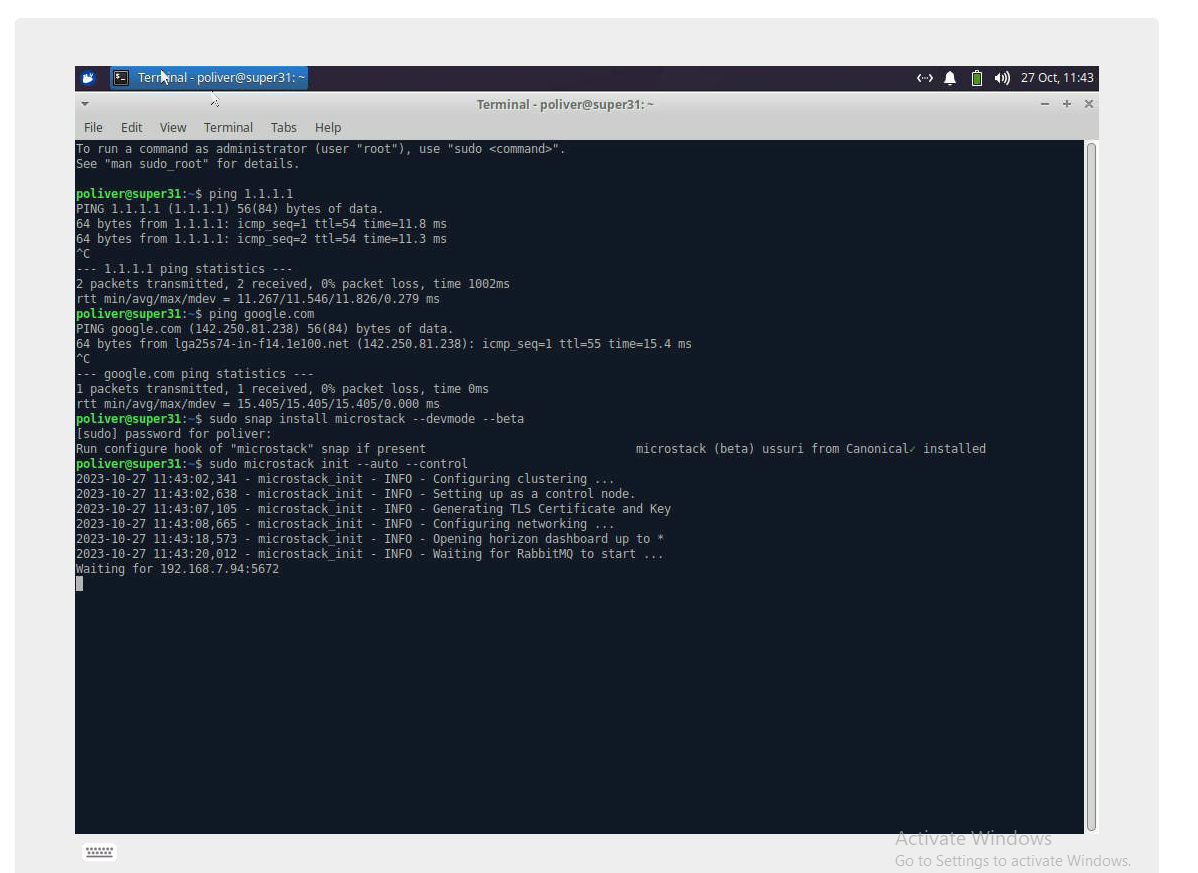 Terminal - poliver@super31: ~
27 Oct, 11:43
Terminal - poliver@super31: ~
File Edit View Terminal Tabs Help
To run a command as administrator (user "root"), use "sudo <command>".
See "man sudo_root" for details.
poliver@super31:~$ ping 1.1.1.1
PING 1.1.1.1 (1.1.1.1) 56(84) bytes of data.
64 bytes from 1.1.1.1: icmp_seq=1 ttl=54 time=11.8 ms
64 bytes from 1.1.1.1: icmp_seq=2 ttl=54 time=11.3 ms
^C
--- 1.1.1.1 ping statistics ---
2 packets transmitted, 2 received, 0% packet loss, time 1002ms
rtt min/avg/max/mdev = 11.267/11.546/11.826/0.279 ms
poliver@super31:~$ ping google.com
PING google.com (142.250.81.238) 56(84) bytes of data.
64 bytes from lga25s74-in-f14.1e100.net (142.250.81.238): icmp_seq=1 ttl=55 time=15.4 ms
^C
--- google.com ping statistics ---
1 packets transmitted, 1 received, 0% packet loss, time 0ms
rtt min/avg/max/mdev = 15.405/15.405/15.405/0.000 ms
poliver@super31:~$ sudo snap install microstack --devmode --beta
[sudo] password for poliver:
Run configure hook of "microstack" snap if present microstack (beta) ussuri from Canonical✓ installed
poliver@super31:~$ sudo microstack init --auto --control
2023-10-27 11:43:02,341 - microstack_init - INFO - Configuring clustering ...
2023-10-27 11:43:02,638 - microstack_init - INFO - Setting up as a control node.
2023-10-27 11:43:07,105 - microstack_init - INFO - Generating TLS Certificate and Key
2023-10-27 11:43:08,665 - microstack_init - INFO - Configuring networking ...
2023-10-27 11:43:18,573 - microstack_init - INFO - Opening horizon dashboard up to *
2023-10-27 11:43:20,012 - microstack_init - INFO - Waiting for RabbitMQ to start ...
Waiting for 192.168.7.94:5672
Activate Windows
Go to Settings to activate Windows.